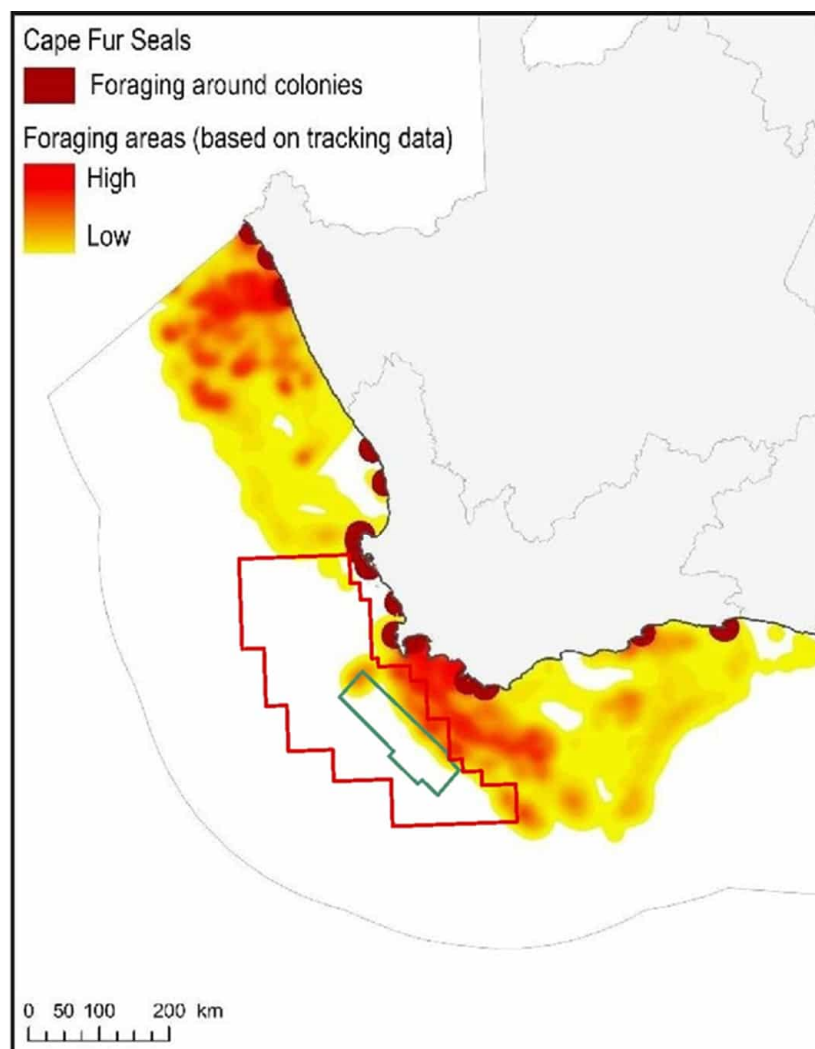 Cape Fur Seals
Foraging around colonies
Foraging areas (based on tracking data)
High
Low
0 50 100 200 km